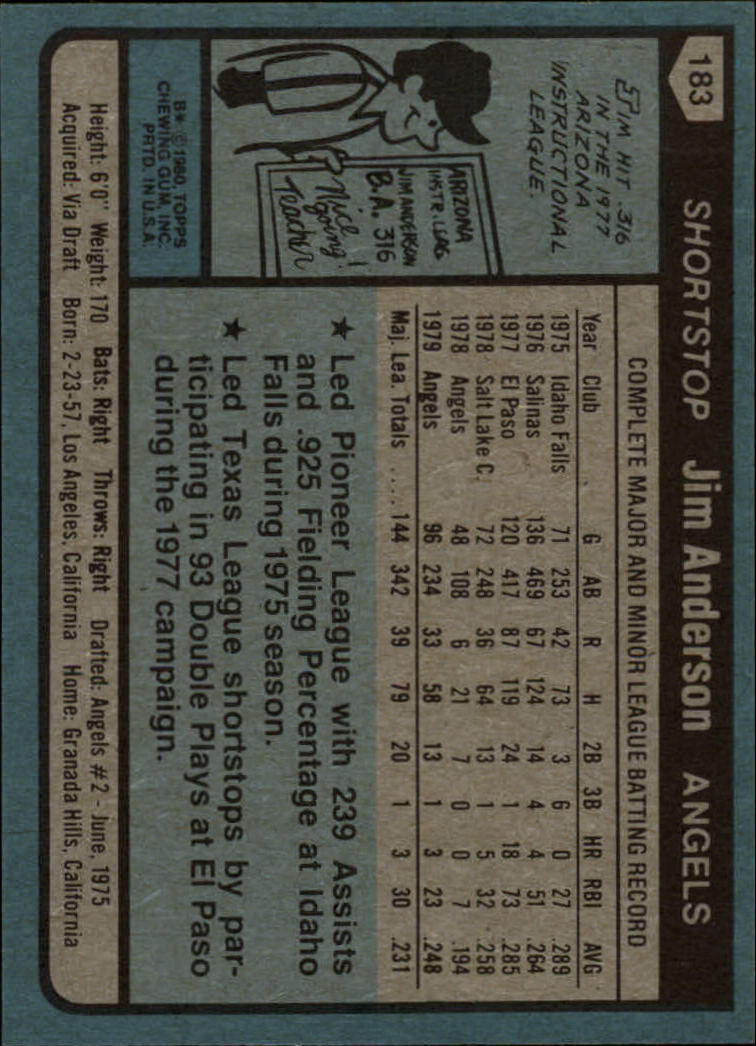 183
SHORTSTOP Jim Anderson ANGELS
JIM HIT .316
IN THE 1977
ARIZONA
INSTRUCTIONAL
LEAGUE.
ARIZONA
INSTR. LEAG
JIM ANDERSON
B.A. 316
Nice
going!
Teacher
B* © 1980, TOPPS
CHEWING GUM, INC.
PRTD. IN U.S.A.
COMPLETE MAJOR AND MINOR LEAGUE BATTING RECORD
Year Club G AB R H 2B 3B HR RBI AVG
1975 Idaho Falls 71 253 42 73 3 6 0 27 .289
1976 Salinas 136 469 67 124 14 4 4 51 .264
1977 El Paso 120 417 87 119 24 1 18 73 .285
1978 Salt Lake C. 72 248 36 64 13 1 5 32 .258
1978 Angels 48 108 6 21 7 0 0 7 .194
1979 Angels 96 234 33 58 13 1 3 23 .248
Maj. Lea. Totals .... 144 342 39 79 20 1 3 30 .231
★ Led Pioneer League with 239 Assists
and .925 Fielding Percentage at Idaho
Falls during 1975 season.
★ Led Texas League shortstops by par-
ticipating in 93 Double Plays at El Paso
during the 1977 campaign.
Height: 6'0" Weight: 170 Bats: Right Throws: Right Drafted: Angels #2 - June, 1975
Acquired: Via Draft Born: 2-23-57, Los Angeles, California Home: Granada Hills, California